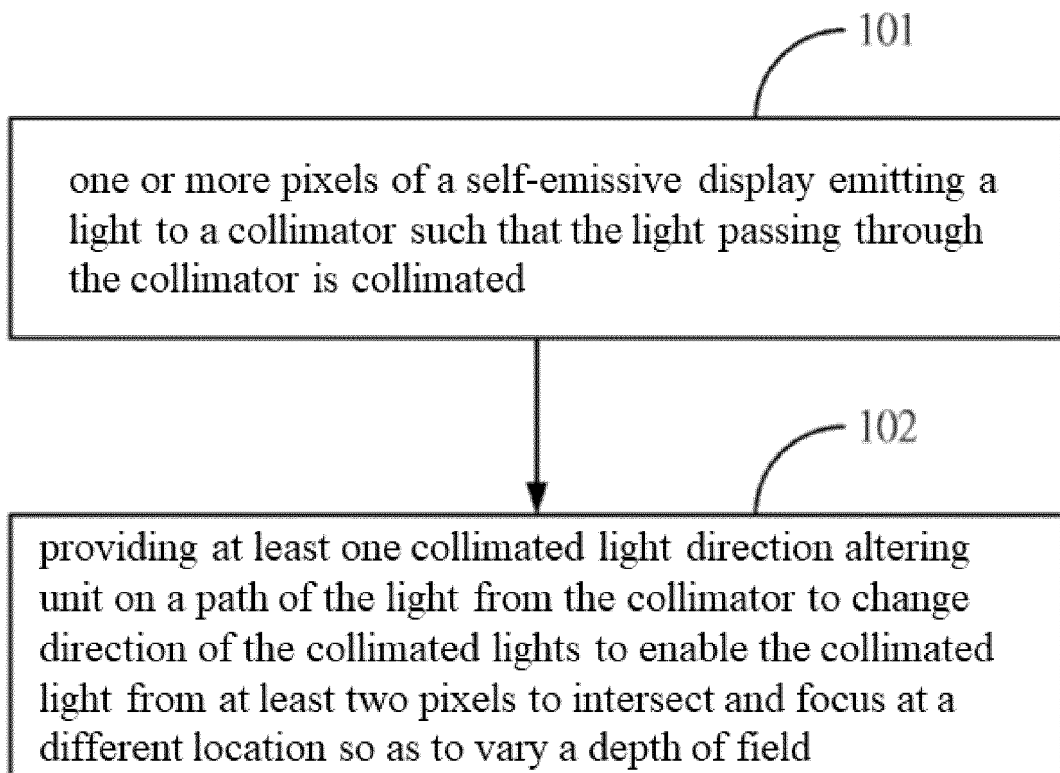 101
one or more pixels of a self-emissive display emitting a
light to a collimator such that the light passing through
the collimator is collimated
102
providing at least one collimated light direction altering
unit on a path of the light from the collimator to change
direction of the collimated lights to enable the collimated
light from at least two pixels to intersect and focus at a
different location so as to vary a depth of field